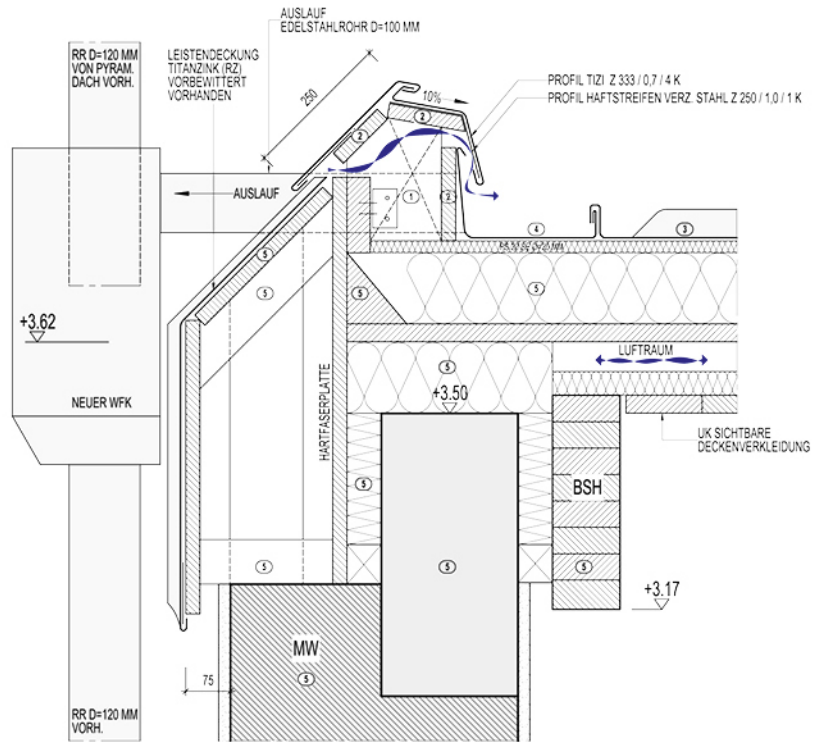 AUSLAUF
EDELSTAHLROHR D=100 MM
RR D=120 MM
VON PYRAM.
DACH VORH.
LEISTENDECKUNG
TITANZINK (RZ)
VORBEWITTERT
VORHANDEN
250
10%
PROFIL TIZI Z 333 / 0,7 / 4 K
PROFIL HAFTSTREIFEN VERZ. STAHL Z 250 / 1,0 / 1 K
2
2
AUSLAUF
1
2
4
3
5
5
5
5
+3.62
LUFTRAUM
5
+3.50
NEUER WFK
HARTFASERPLATTE
UK SICHTBARE
DECKENVERKLEIDUNG
5
BSH
5
5
5
+3.17
MW
5
75
RR D=120 MM
VORH.